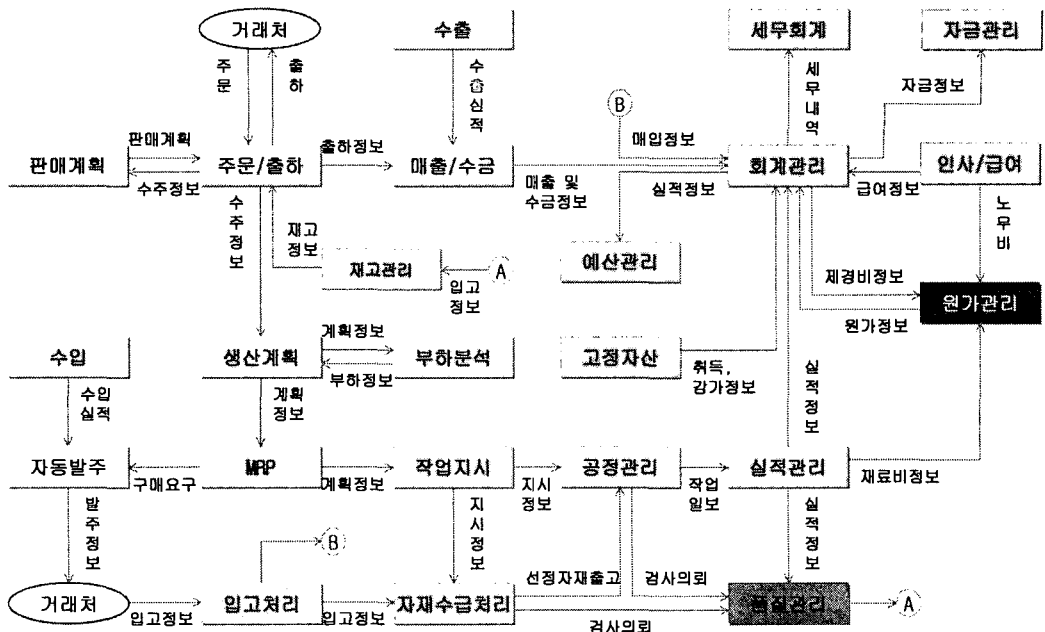 거래처
수출
세무회계
자금관리
주문
출하
수출실적
세무내역
자금정보
B
판매계획
출하정보
매입정보
판매계획
주문/출하
매출/수금
회계관리
인사/급여
수주정보
매출 및
수금정보
실적정보
급여정보
수주정보
재고
정보
노무비
재고관리
A
예산관리
입고
정보
제경비정보
원가관리
원가정보
계획정보
수입
생산계획
부하분석
고정자산
부하정보
취득,
감가정보
실적정보
수입
실적
계획
정보
자동발주
MRP
작업지시
공정관리
실적관리
구매요구
계획정보
지시
정보
작업
일보
재료비정보
발주정보
지시정보
실적정보
B
선정자재출고
검사의뢰
거래처
입고처리
자재수급처리
품질관리
A
입고정보
입고정보
검사의뢰